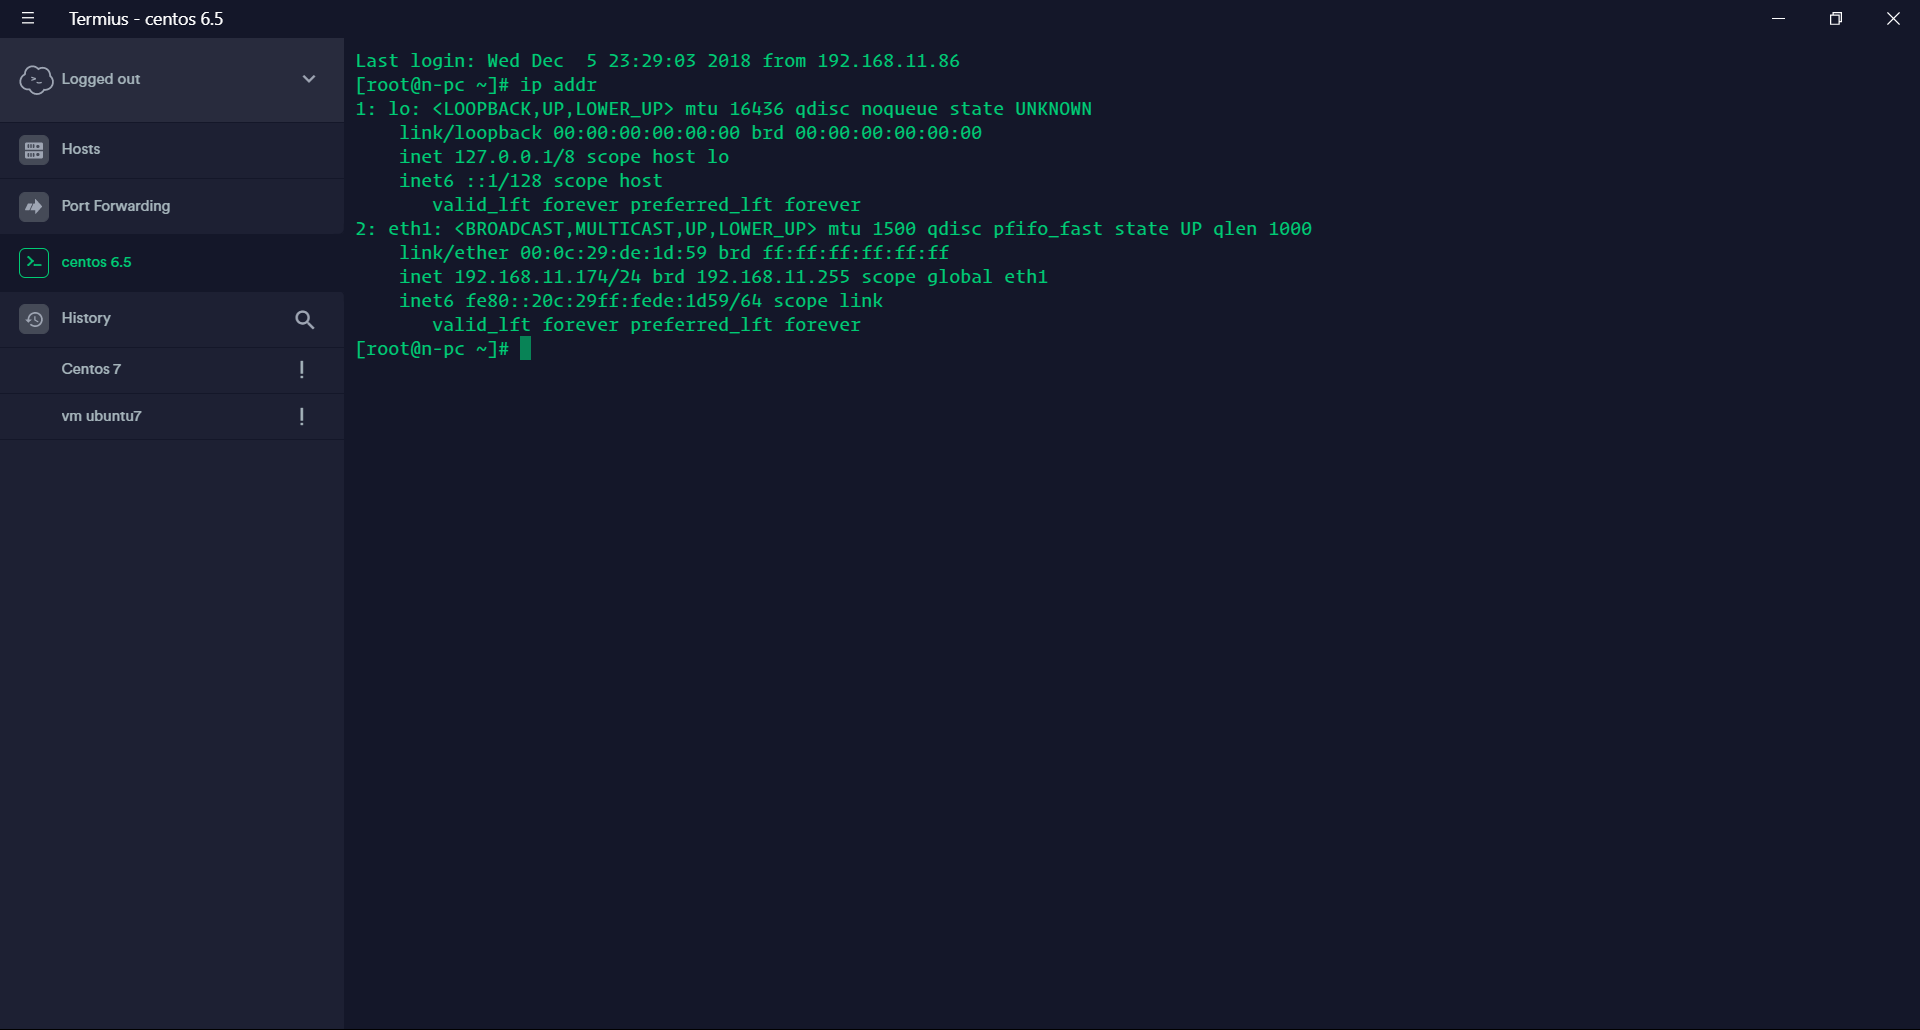 Termius - centos 6.5
Logged out
Hosts
Port Forwarding
centos 6.5
History
Centos 7
vm ubuntu7
Last login: Wed Dec  5 23:29:03 2018 from 192.168.11.86
[root@n-pc ~]# ip addr
1: lo: <LOOPBACK,UP,LOWER_UP> mtu 16436 qdisc noqueue state UNKNOWN
    link/loopback 00:00:00:00:00:00 brd 00:00:00:00:00:00
    inet 127.0.0.1/8 scope host lo
    inet6 ::1/128 scope host
       valid_lft forever preferred_lft forever
2: eth1: <BROADCAST,MULTICAST,UP,LOWER_UP> mtu 1500 qdisc pfifo_fast state UP qlen 1000
    link/ether 00:0c:29:de:1d:59 brd ff:ff:ff:ff:ff:ff
    inet 192.168.11.174/24 brd 192.168.11.255 scope global eth1
    inet6 fe80::20c:29ff:fede:1d59/64 scope link
       valid_lft forever preferred_lft forever
[root@n-pc ~]#